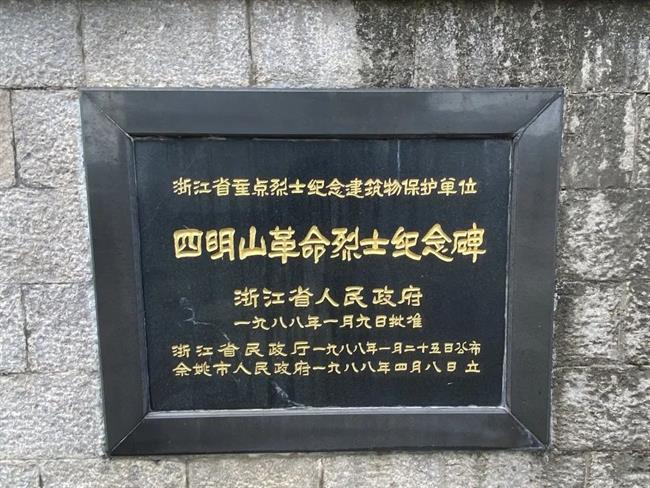 浙江省重点烈士纪念建筑物保护单位
四明山革命烈士纪念碑
浙江省人民政府
一九八八年一月九日批准
浙江省民政厅一九八八年一月二十五日公布
余姚市人民政府一九八八年四月八日立